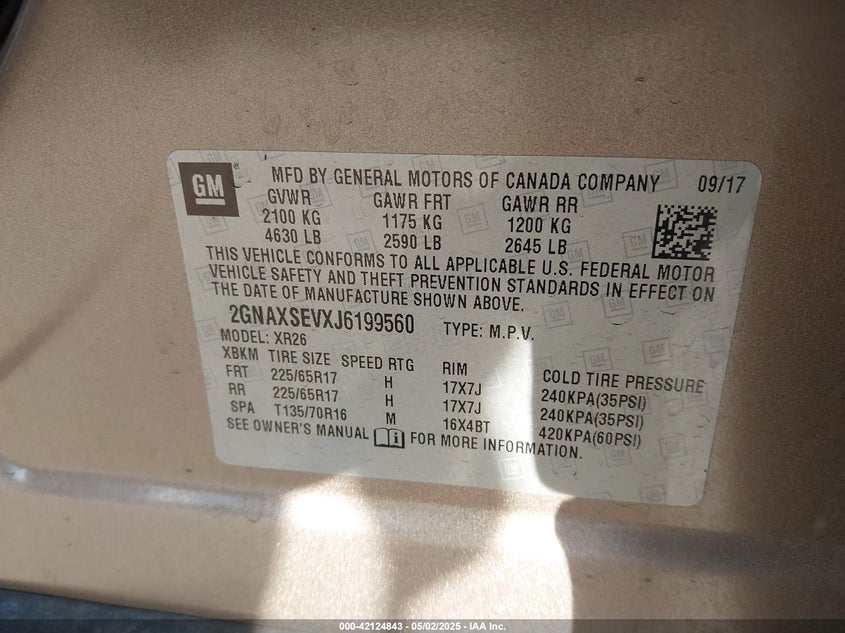 GM
MFD BY GENERAL MOTORS OF CANADA COMPANY 09/17
GVWR GAWR FRT GAWR RR
2100 KG 1175 KG 1200 KG
4630 LB 2590 LB 2645 LB
THIS VEHICLE CONFORMS TO ALL APPLICABLE U.S. FEDERAL MOTOR
VEHICLE SAFETY AND THEFT PREVENTION STANDARDS IN EFFECT ON
THE DATE OF MANUFACTURE SHOWN ABOVE.
2GNAXSEVXJ6199560 TYPE: M.P.V.
MODEL: XR26
XBKM TIRE SIZE SPEED RTG RIM COLD TIRE PRESSURE
FRT 225/65R17 H 17X7J 240KPA(35PSI)
RR 225/65R17 H 17X7J 240KPA(35PSI)
SPA T135/70R16 M 16X4BT 420KPA(60PSI)
SEE OWNER'S MANUAL FOR MORE INFORMATION.
000-42124843 — 05/02/2025 - IAA Inc.